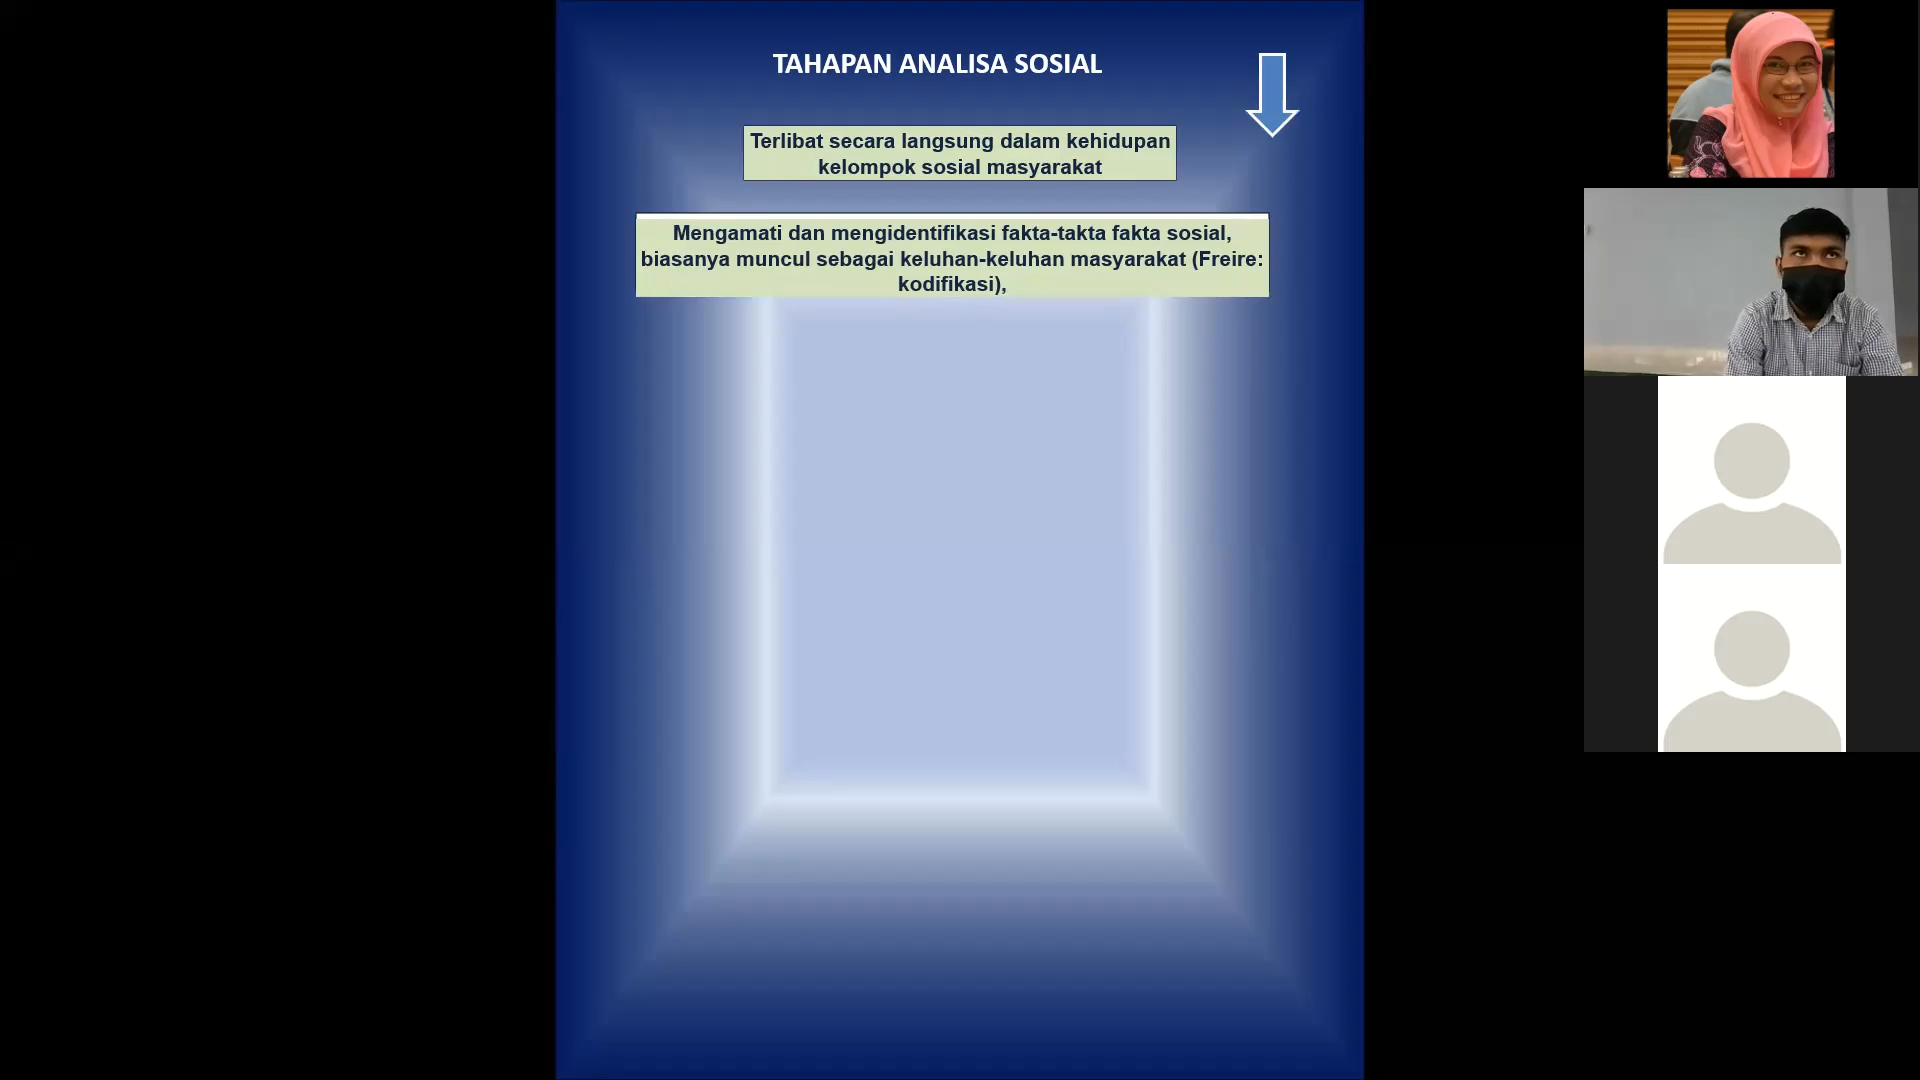 TAHAPAN ANALISA SOSIAL
Terlibat secara langsung dalam kehidupan
kelompok sosial masyarakat
Mengamati dan mengidentifikasi fakta-takta fakta sosial,
biasanya muncul sebagai keluhan-keluhan masyarakat (Freire:
kodifikasi),